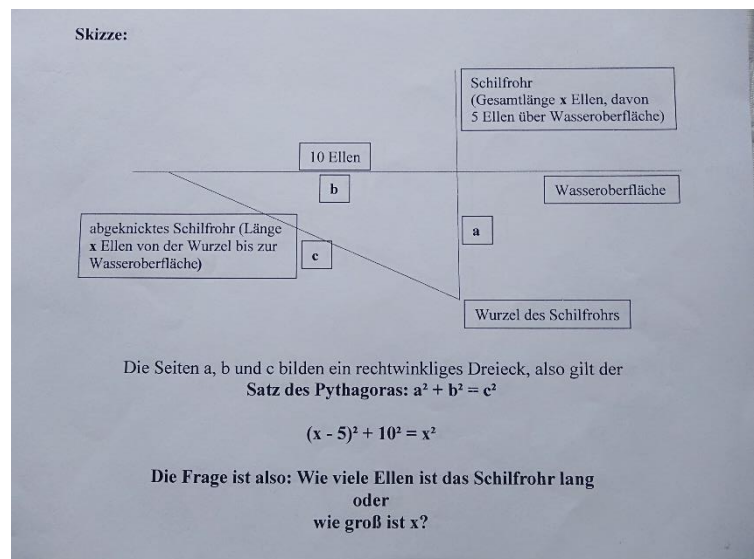 Skizze:
Schilfrohr
(Gesamtlänge x Ellen, davon
5 Ellen über Wasseroberfläche)
10 Ellen
b
Wasseroberfläche
abgeknicktes Schilfrohr (Länge
x Ellen von der Wurzel bis zur
Wasseroberfläche)
c
a
Wurzel des Schilfrohrs
Die Seiten a, b und c bilden ein rechtwinkliges Dreieck, also gilt der
Satz des Pythagoras: a² + b² = c²
(x - 5)² + 10² = x²
Die Frage ist also: Wie viele Ellen ist das Schilfrohr lang
oder
wie groß ist x?